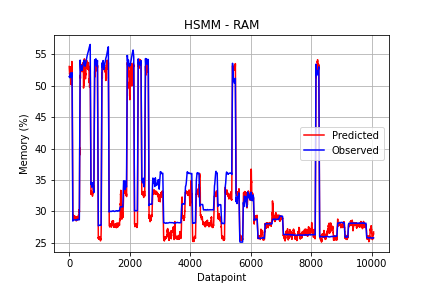 HSMM - RAM
55
50
45
40
35
30
25
Memory (%)
Predicted
Observed
0
2000
4000
6000
8000
10000
Datapoint